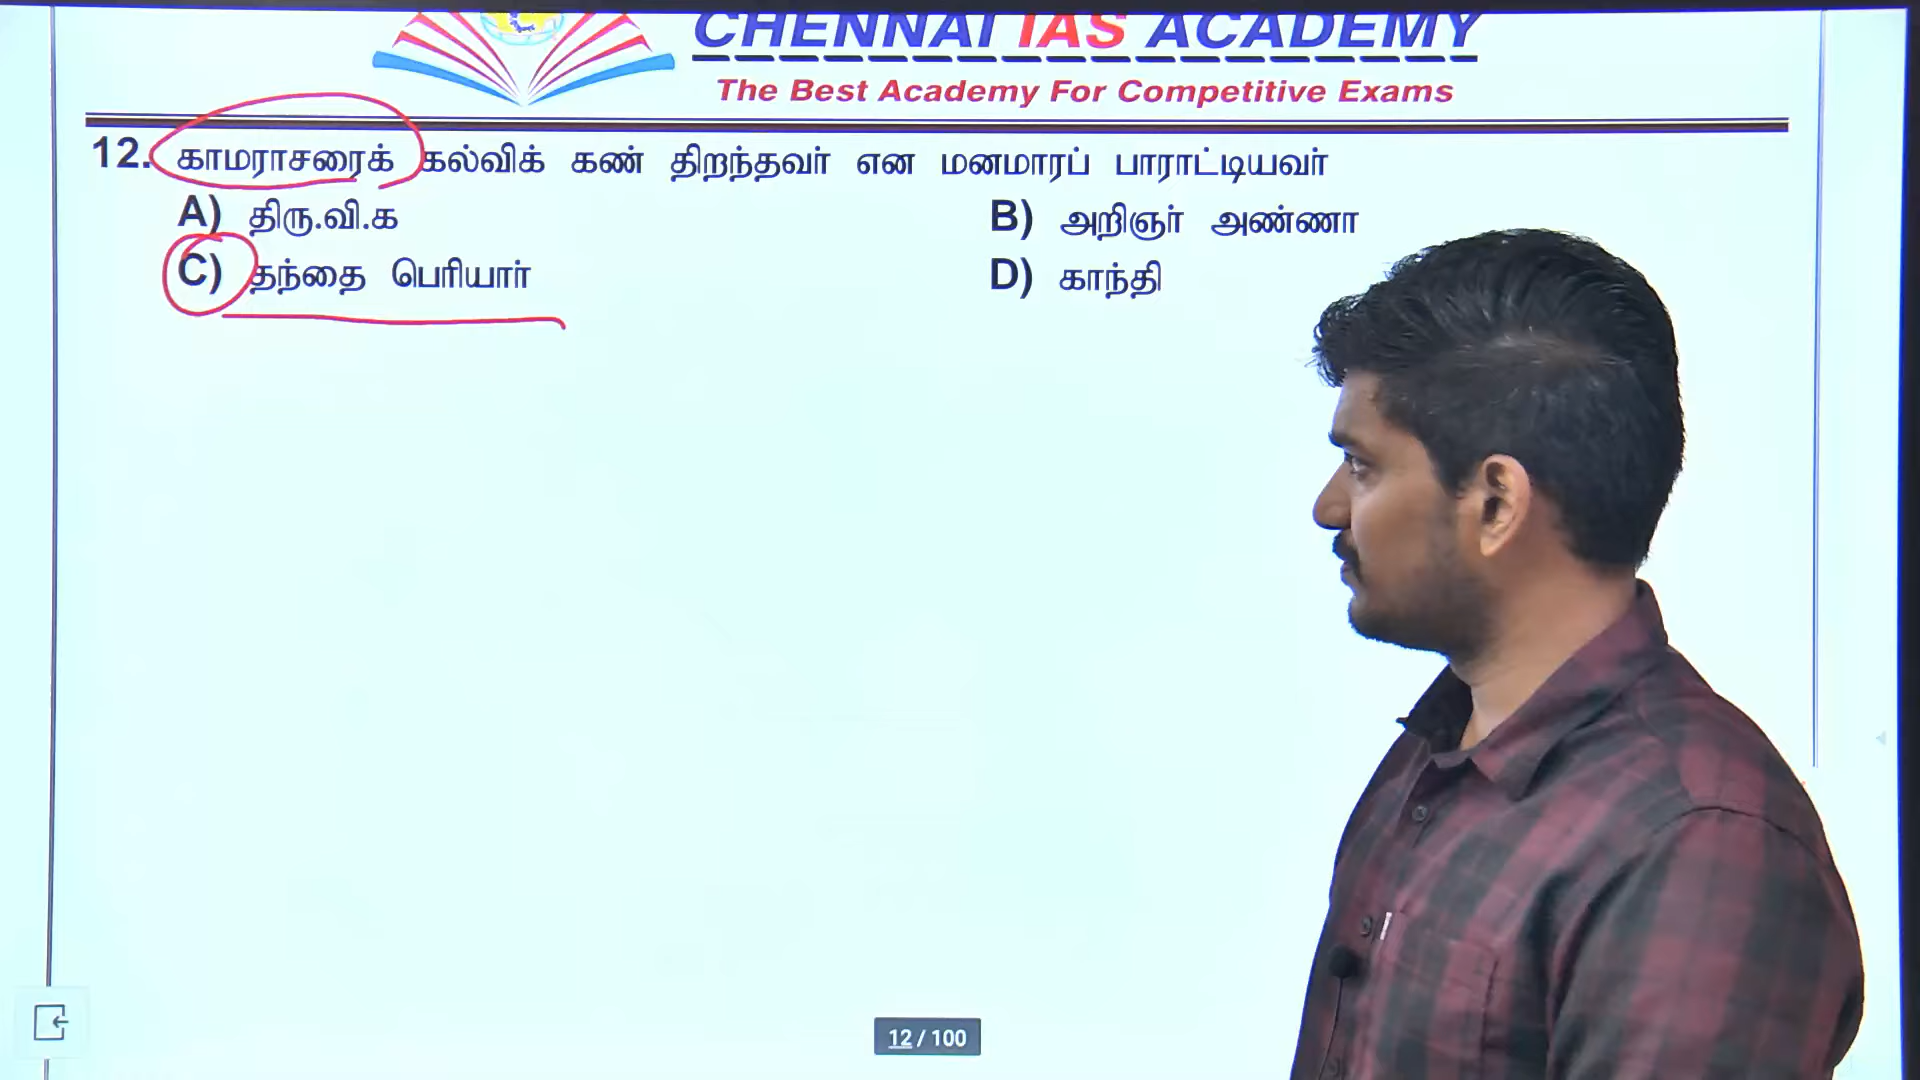 CHENNAI IAS ACADEMY
The Best Academy For Competitive Exams
12. காமராசரைக் கல்விக் கண் திறந்தவர் என மனமாரப் பாராட்டியவர்
A) திரு.வி.க B) அறிஞர் அண்ணா
C) தந்தை பெரியார் D) காந்தி
12 / 100